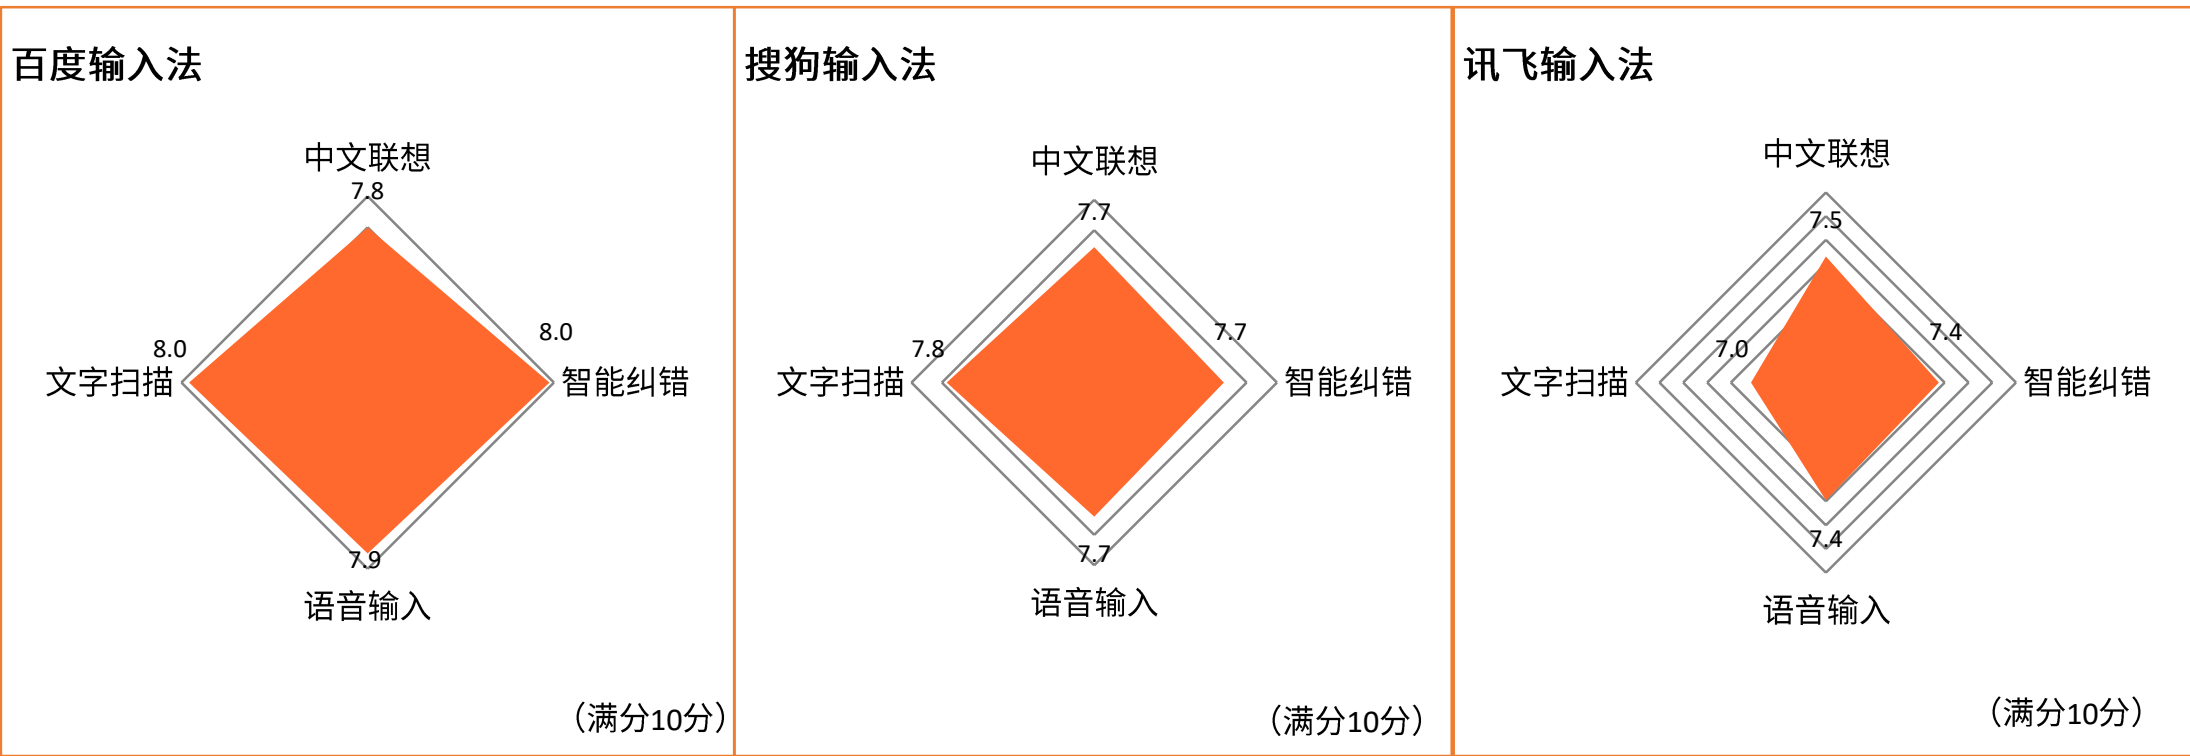 百度输入法
中文联想
7.8
8.0
智能纠错
8.0
文字扫描
7.9
语音输入
（满分10分）
搜狗输入法
中文联想
7.7
7.7
智能纠错
7.8
文字扫描
7.7
语音输入
（满分10分）
讯飞输入法
中文联想
7.5
7.4
智能纠错
7.0
文字扫描
7.4
语音输入
（满分10分）